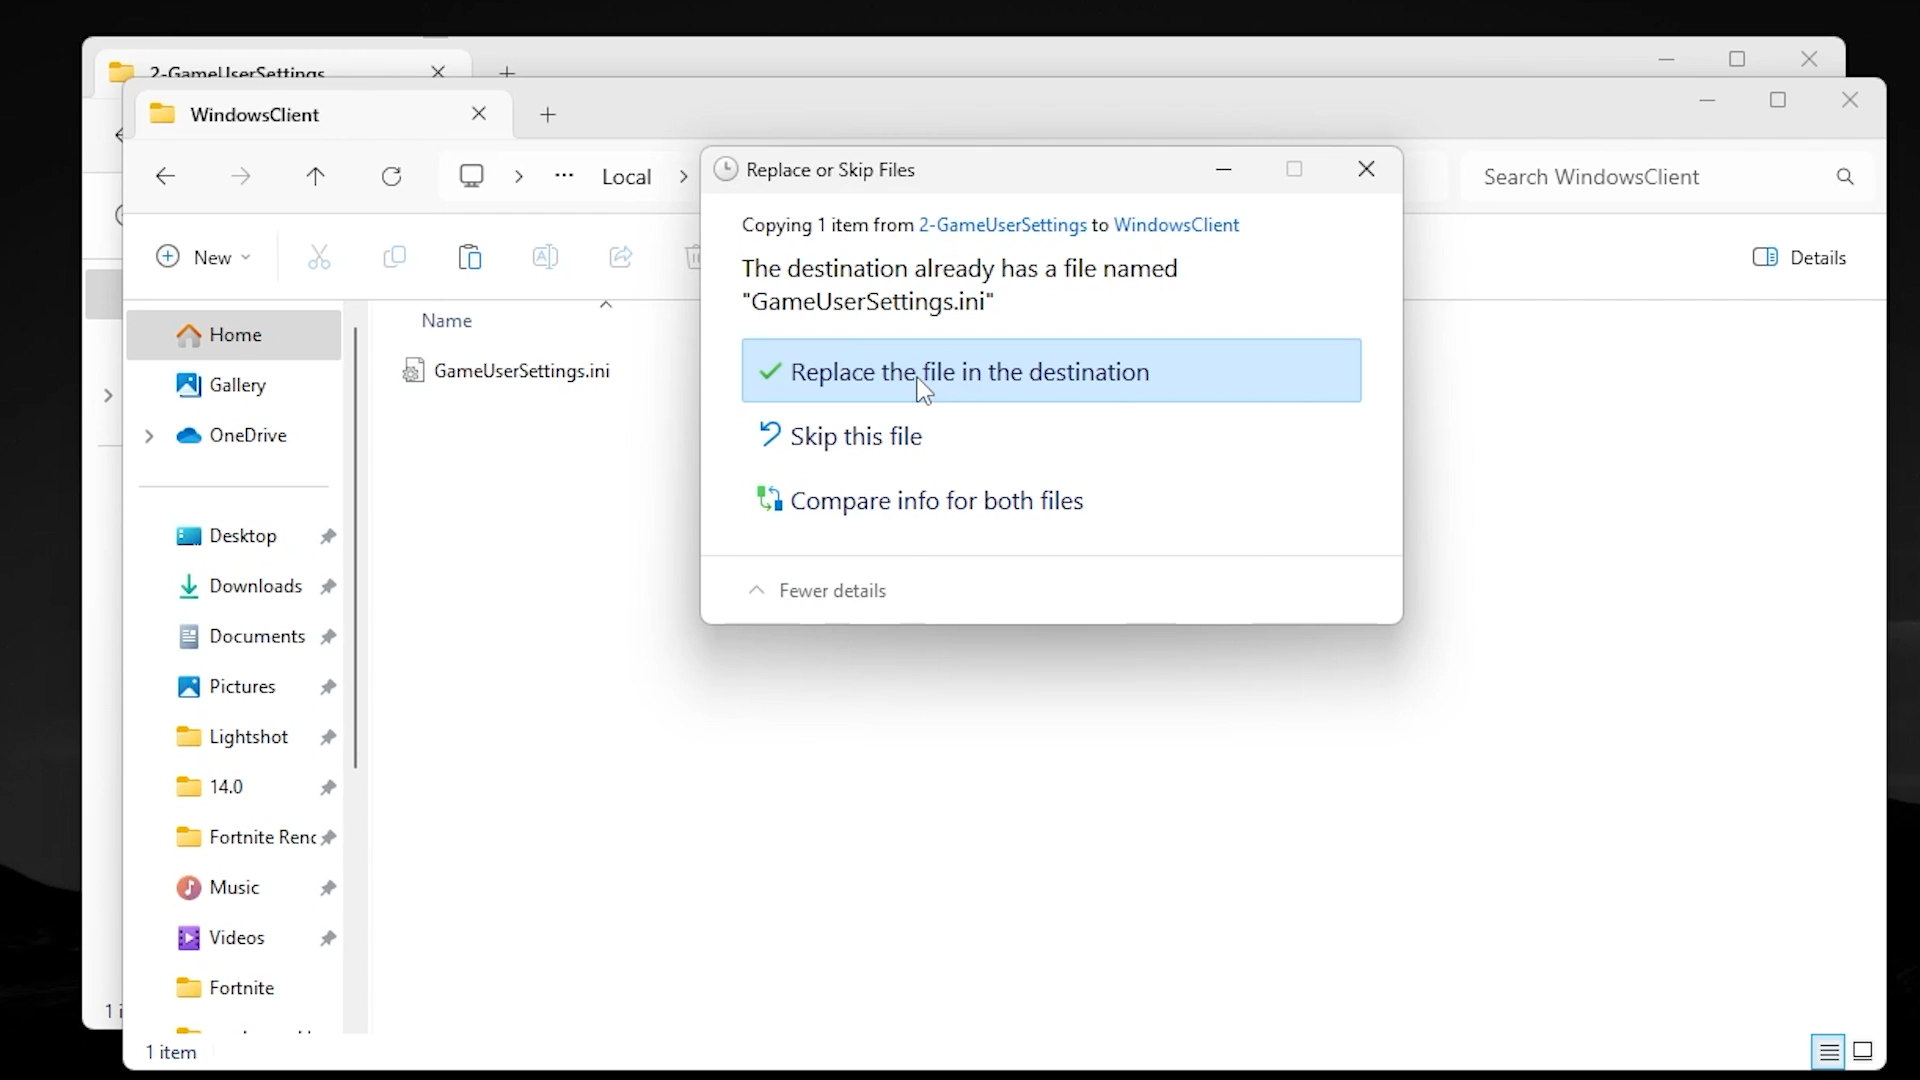 2-GameUserSettings
WindowsClient
Local
Search WindowsClient
New
Details
Replace or Skip Files
Copying 1 item from 2-GameUserSettings to WindowsClient
The destination already has a file named
"GameUserSettings.ini"
Replace the file in the destination
Skip this file
Compare info for both files
Fewer details
Name
GameUserSettings.ini
Home
Gallery
OneDrive
Desktop
Downloads
Documents
Pictures
Lightshot
14.0
Fortnite Renc
Music
Videos
Fortnite
1 i
1 item